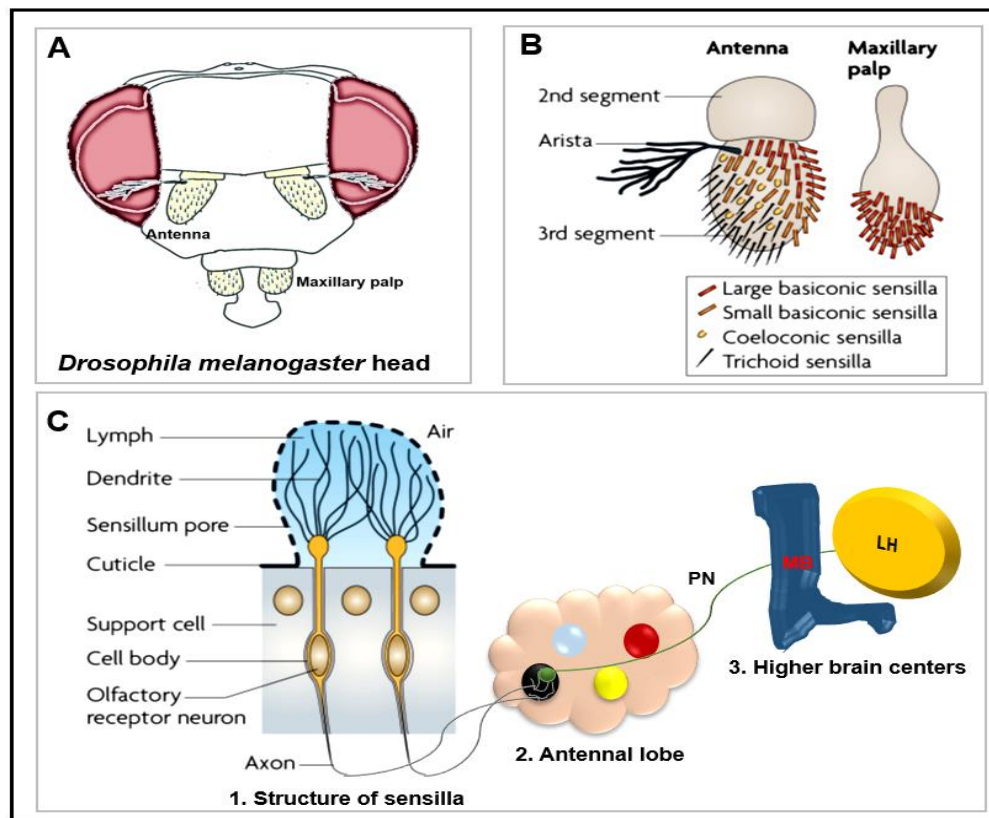 A
Antenna
Maxillary palp
Drosophila melanogaster head
B
Antenna
Maxillary
palp
2nd segment
Arista
3rd segment
Large basiconic sensilla
Small basiconic sensilla
Coeloconic sensilla
Trichoid sensilla
C
Lymph
Air
Dendrite
Sensillum pore
Cuticle
Support cell
Cell body
Olfactory
receptor neuron
Axon
1. Structure of sensilla
2. Antennal lobe
PN
MB
LH
3. Higher brain centers